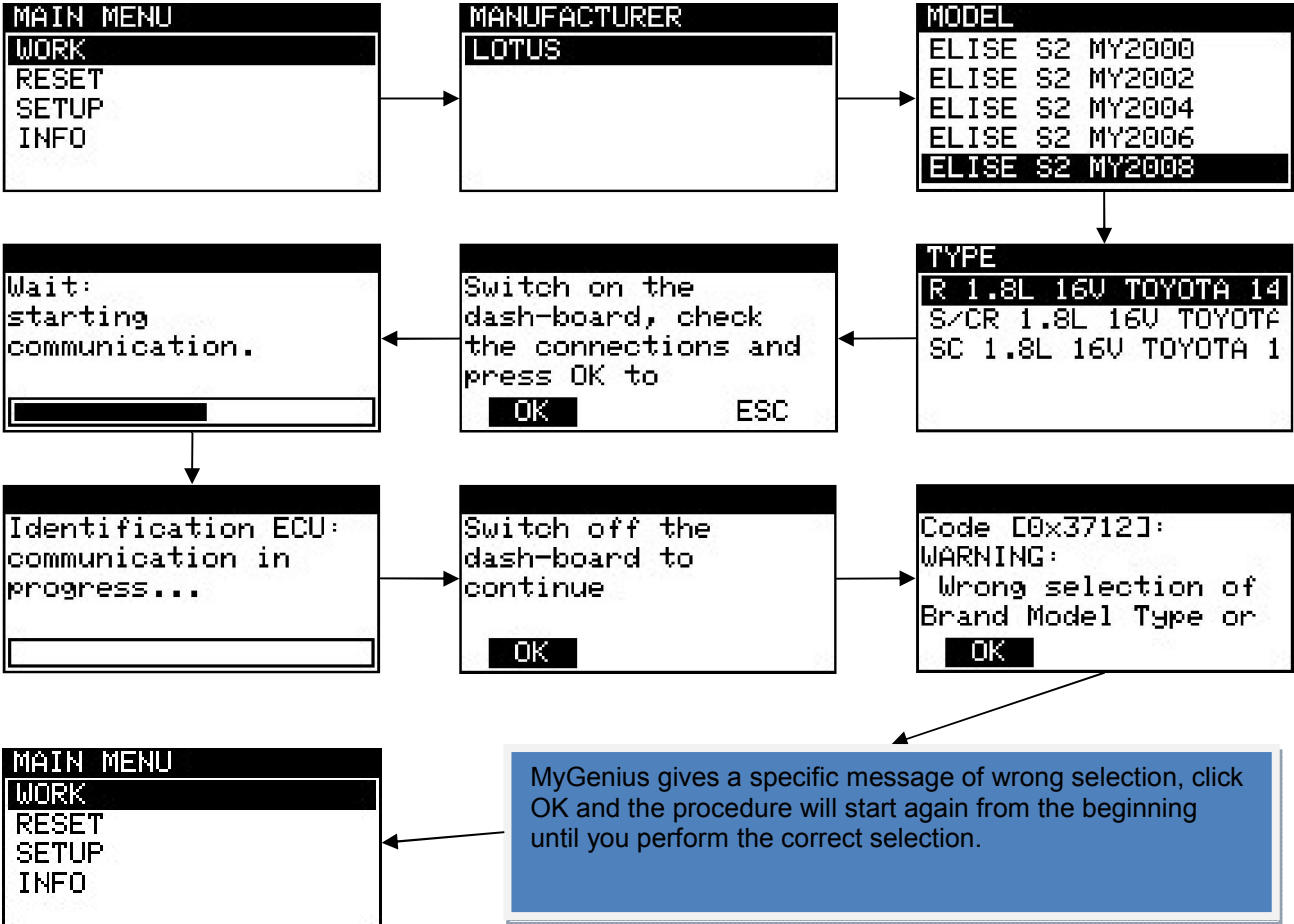 MAIN MENU
WORK
RESET
SETUP
INFO
MANUFACTURER
LOTUS
MODEL
ELISE S2 MY2000
ELISE S2 MY2002
ELISE S2 MY2004
ELISE S2 MY2006
ELISE S2 MY2008
TYPE
R 1.8L 16V TOYOTA 14
S/CR 1.8L 16V TOYOTA
SC 1.8L 16V TOYOTA 1
Switch on the
dash-board, check
the connections and
press OK to
OK ESC
Wait:
starting
communication.
Identification ECU:
communication in
progress...
Switch off the
dash-board to
continue
OK
Code [0x3712]:
WARNING:
Wrong selection of
Brand Model Type or
OK
MyGenius gives a specific message of wrong selection, click
OK and the procedure will start again from the beginning
until you perform the correct selection.
MAIN MENU
WORK
RESET
SETUP
INFO